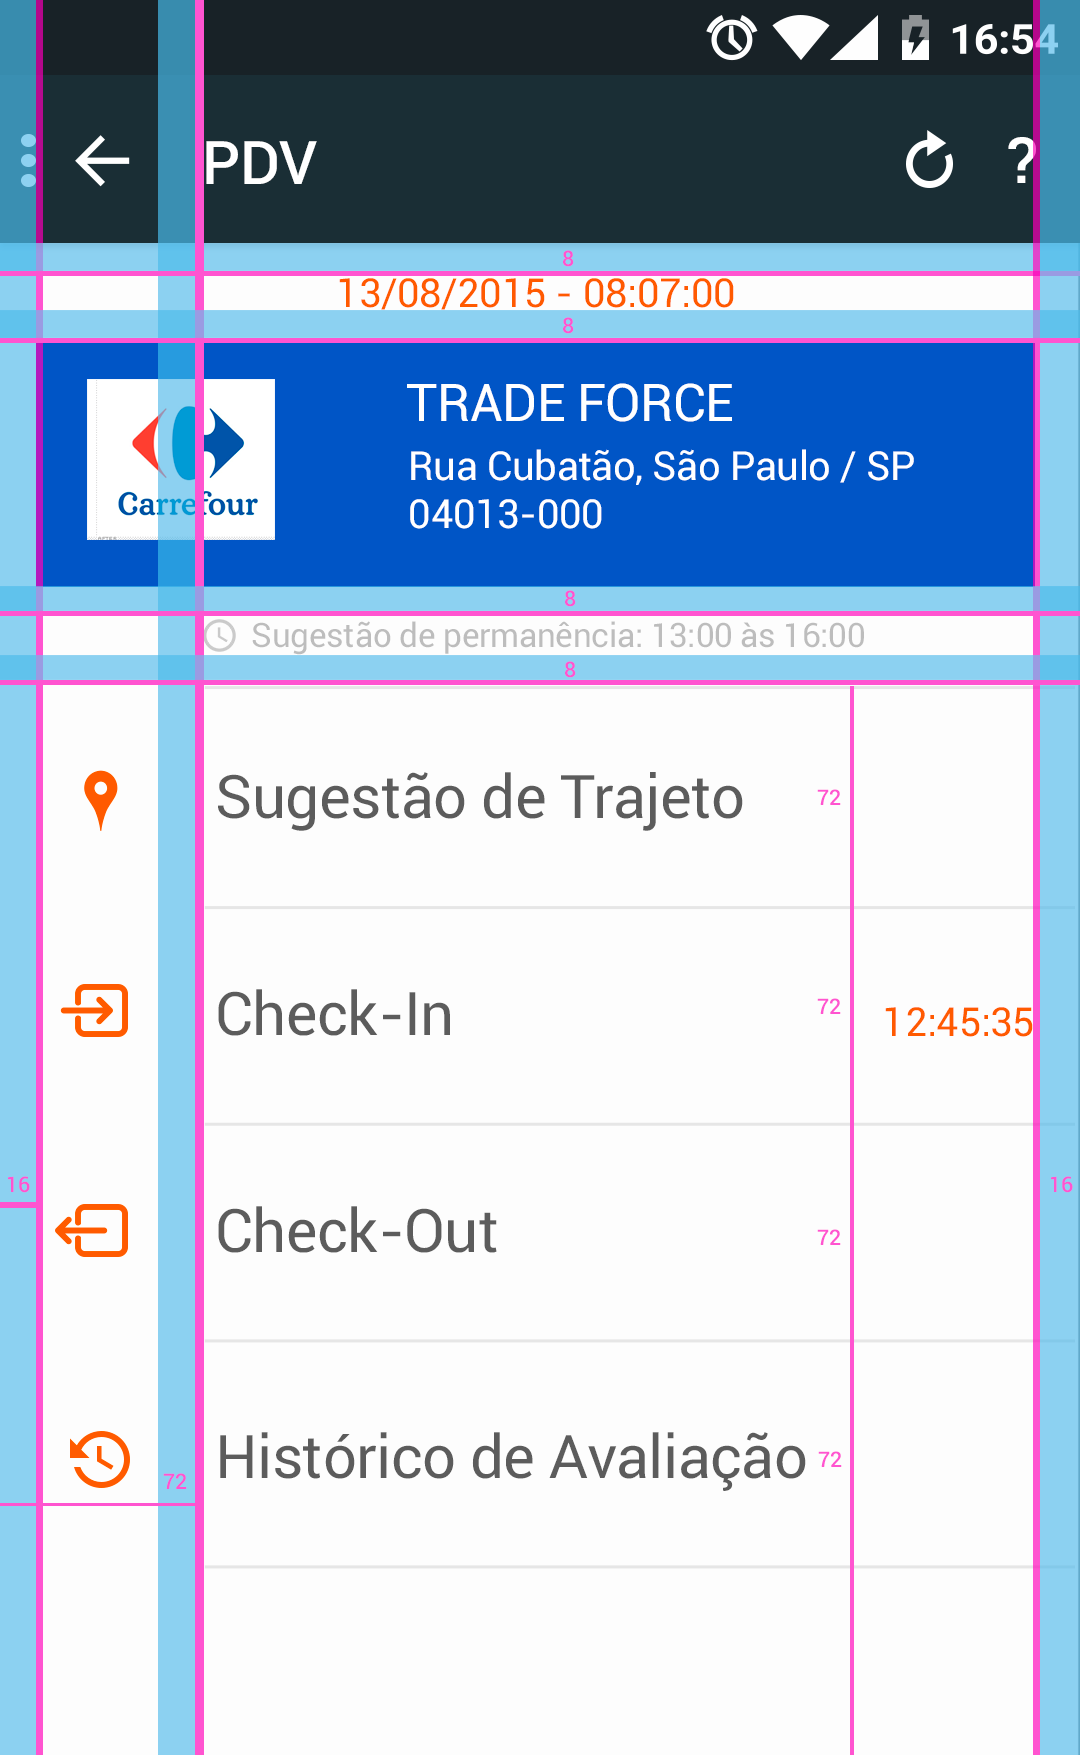 16:54
PDV
?
8
13/08/2015 - 08:07:00
8
TRADE FORCE
Rua Cubatão, São Paulo / SP
04013-000
Carrefour
8
Sugestão de permanência: 13:00 às 16:00
8
Sugestão de Trajeto
72
Check-In
72
12:45:35
16
16
Check-Out
72
Histórico de Avaliação
72
72